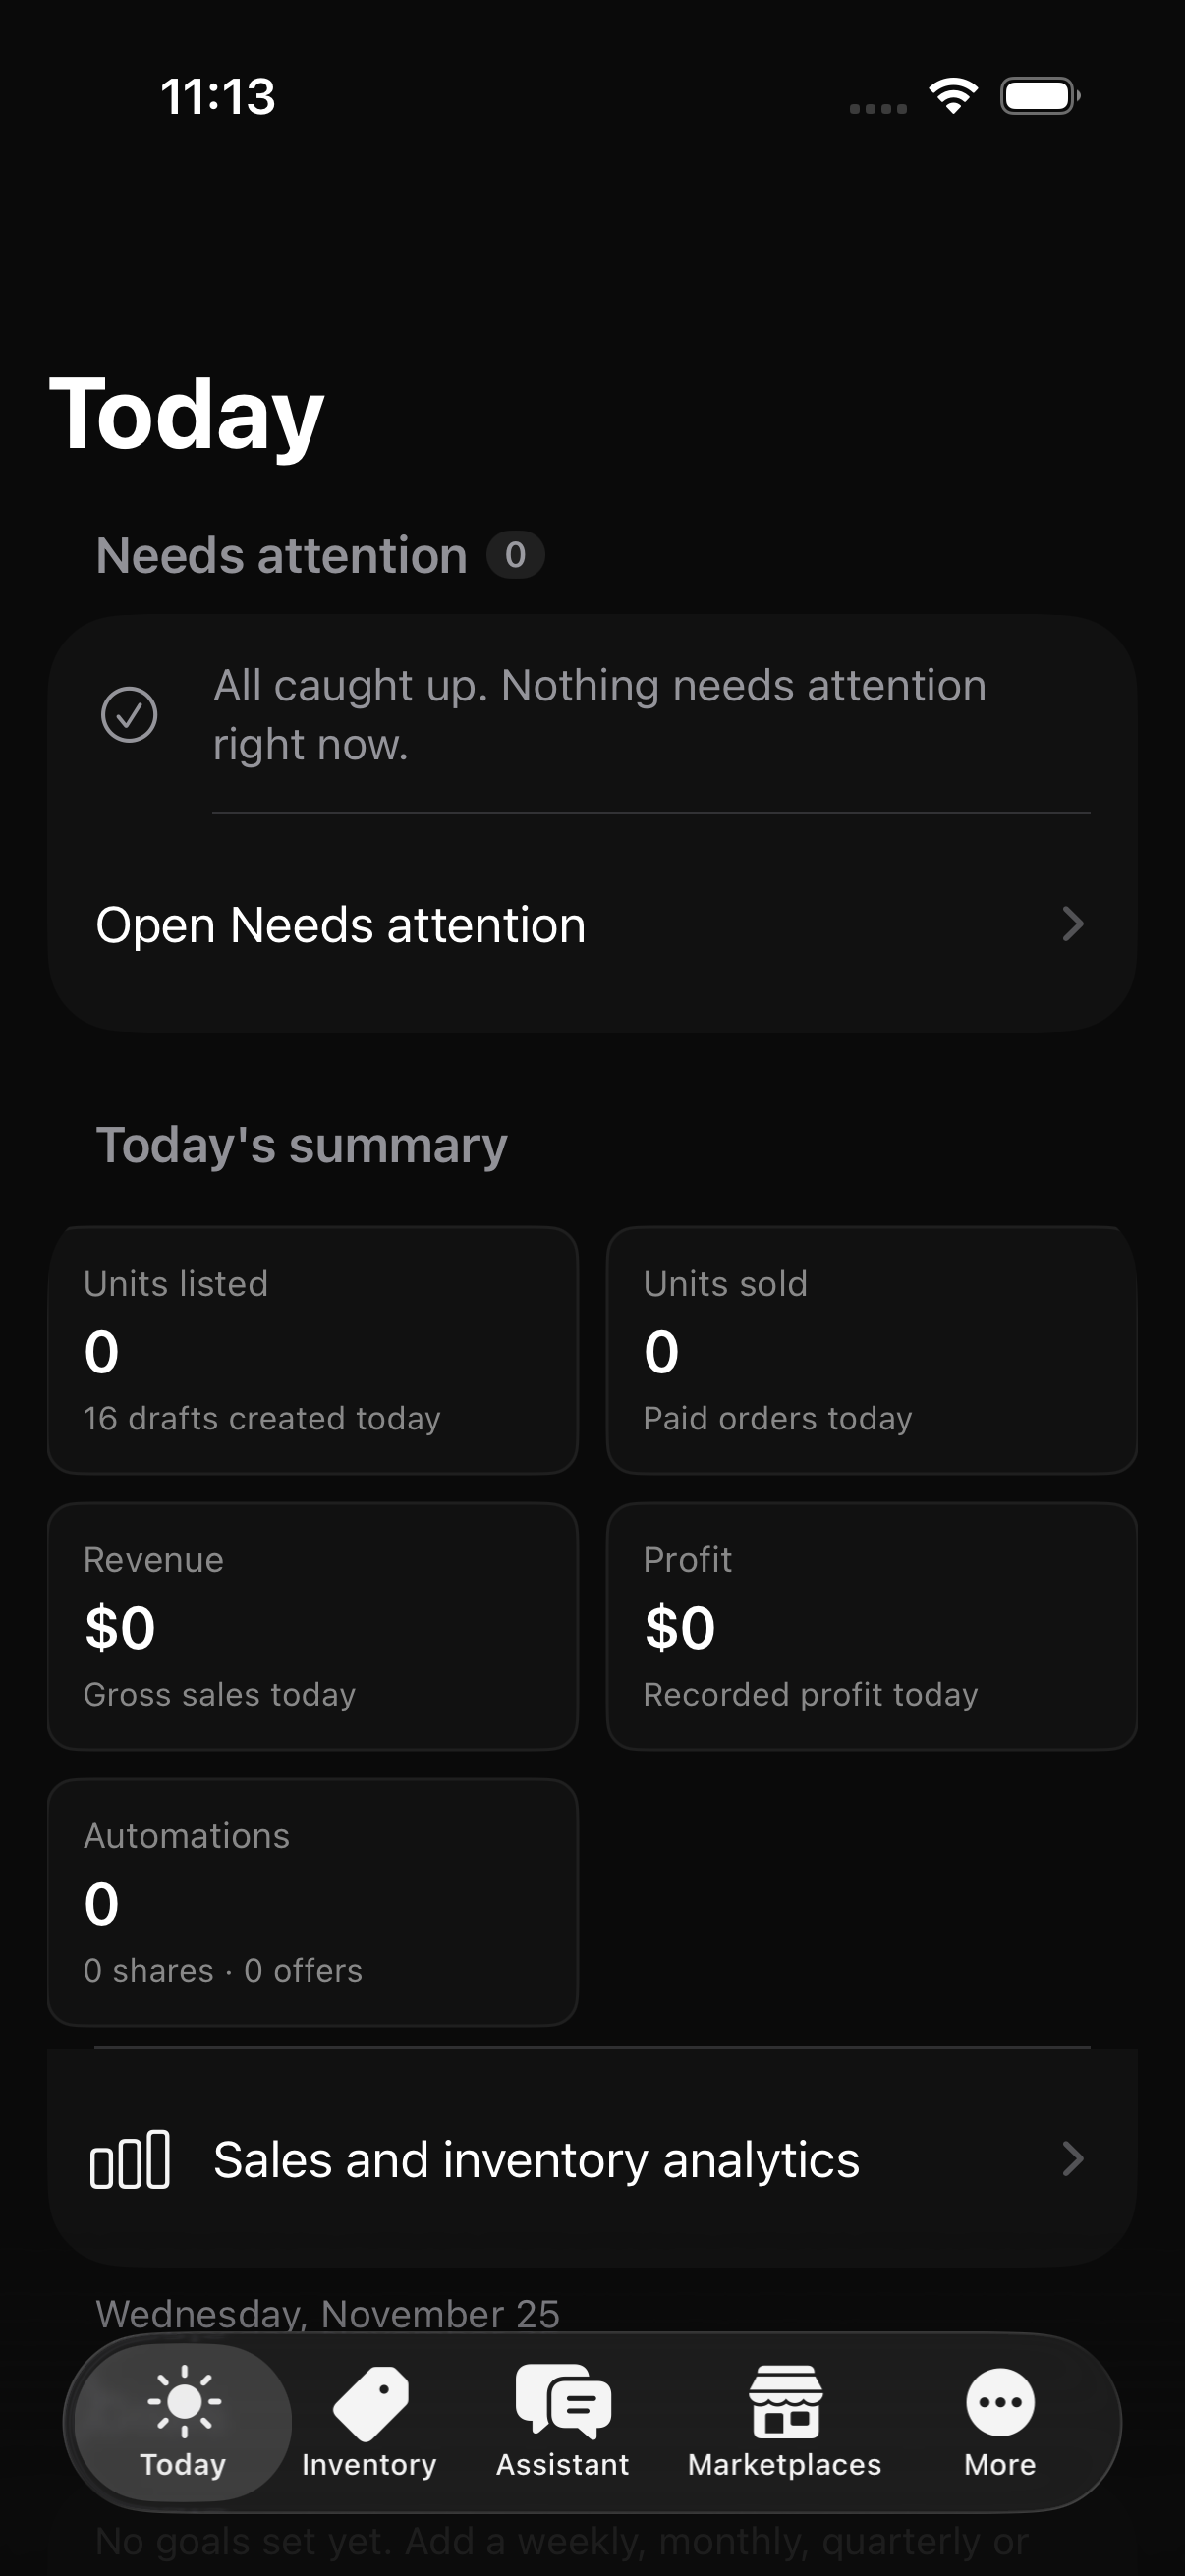 11:13
Today
Needs attention 0
All caught up. Nothing needs attention
right now.
Open Needs attention
Today's summary
Units listed
0
16 drafts created today
Units sold
0
Paid orders today
Revenue
$0
Gross sales today
Profit
$0
Recorded profit today
Automations
0
0 shares · 0 offers
Sales and inventory analytics
Wednesday, November 25
Today
Inventory
Assistant
Marketplaces
More
No goals set yet. Add a weekly, monthly, quarterly or